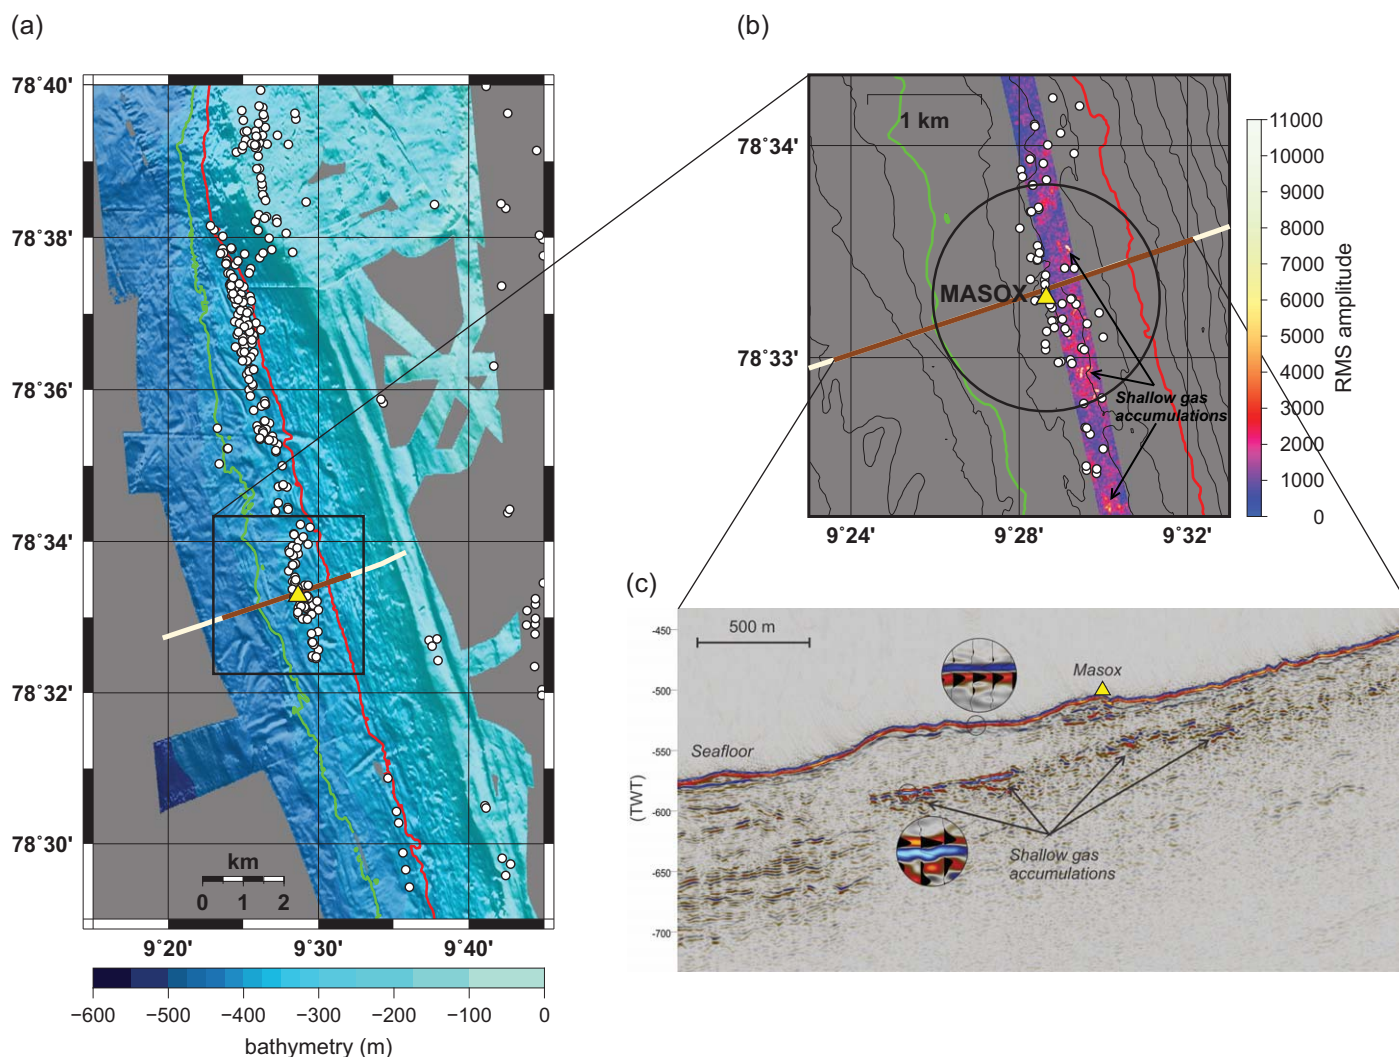 (a)
78˚40'
78˚38'
78˚36'
78˚34'
78˚32'
78˚30'
km
0 1 2
9˚20' 9˚30' 9˚40'
−600 −500 −400 −300 −200 −100 0
bathymetry (m)
(b)
1 km
78˚34'
78˚33'
MASOX
Shallow gas
accumulations
9˚24' 9˚28' 9˚32'
11000
10000
9000
8000
7000
6000
5000
4000
3000
2000
1000
0
RMS amplitude
(c)
-450
-500
-550
-600
-650
-700
(TWT)
500 m
Masox
Seafloor
Shallow gas
accumulations